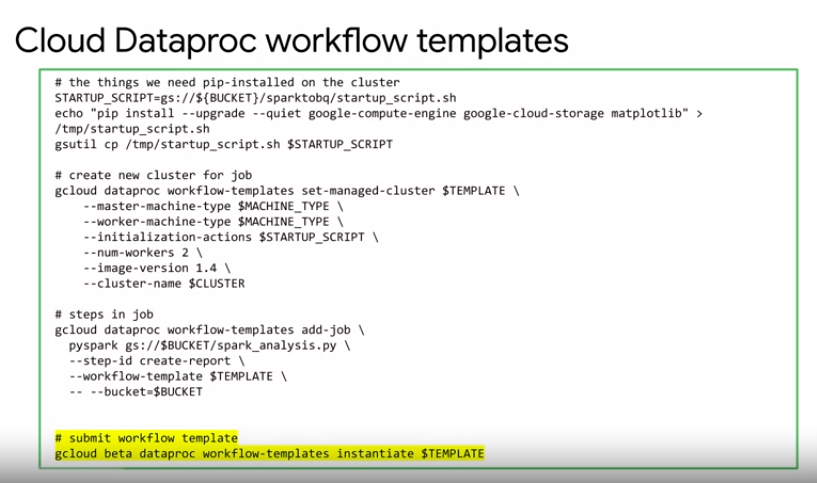 Cloud Dataproc workflow templates
# the things we need pip-installed on the cluster
STARTUP_SCRIPT=gs://${BUCKET}/sparktobq/startup_script.sh
echo "pip install --upgrade --quiet google-compute-engine google-cloud-storage matplotlib" >
/tmp/startup_script.sh
gsutil cp /tmp/startup_script.sh $STARTUP_SCRIPT
# create new cluster for job
gcloud dataproc workflow-templates set-managed-cluster $TEMPLATE \
--master-machine-type $MACHINE_TYPE \
--worker-machine-type $MACHINE_TYPE \
--initialization-actions $STARTUP_SCRIPT \
--num-workers 2 \
--image-version 1.4 \
--cluster-name $CLUSTER
# steps in job
gcloud dataproc workflow-templates add-job \
pyspark gs://$BUCKET/spark_analysis.py \
--step-id create-report \
--workflow-template $TEMPLATE \
-- --bucket=$BUCKET
# submit workflow template
gcloud beta dataproc workflow-templates instantiate $TEMPLATE